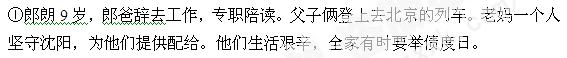 ①郎朗9岁，郎爸辞去工作，专职陪读。父子俩登上去北京的列车。老妈一个人
坚守沈阳，为他们提供配给。他们生活艰辛，全家有时要举债度日。